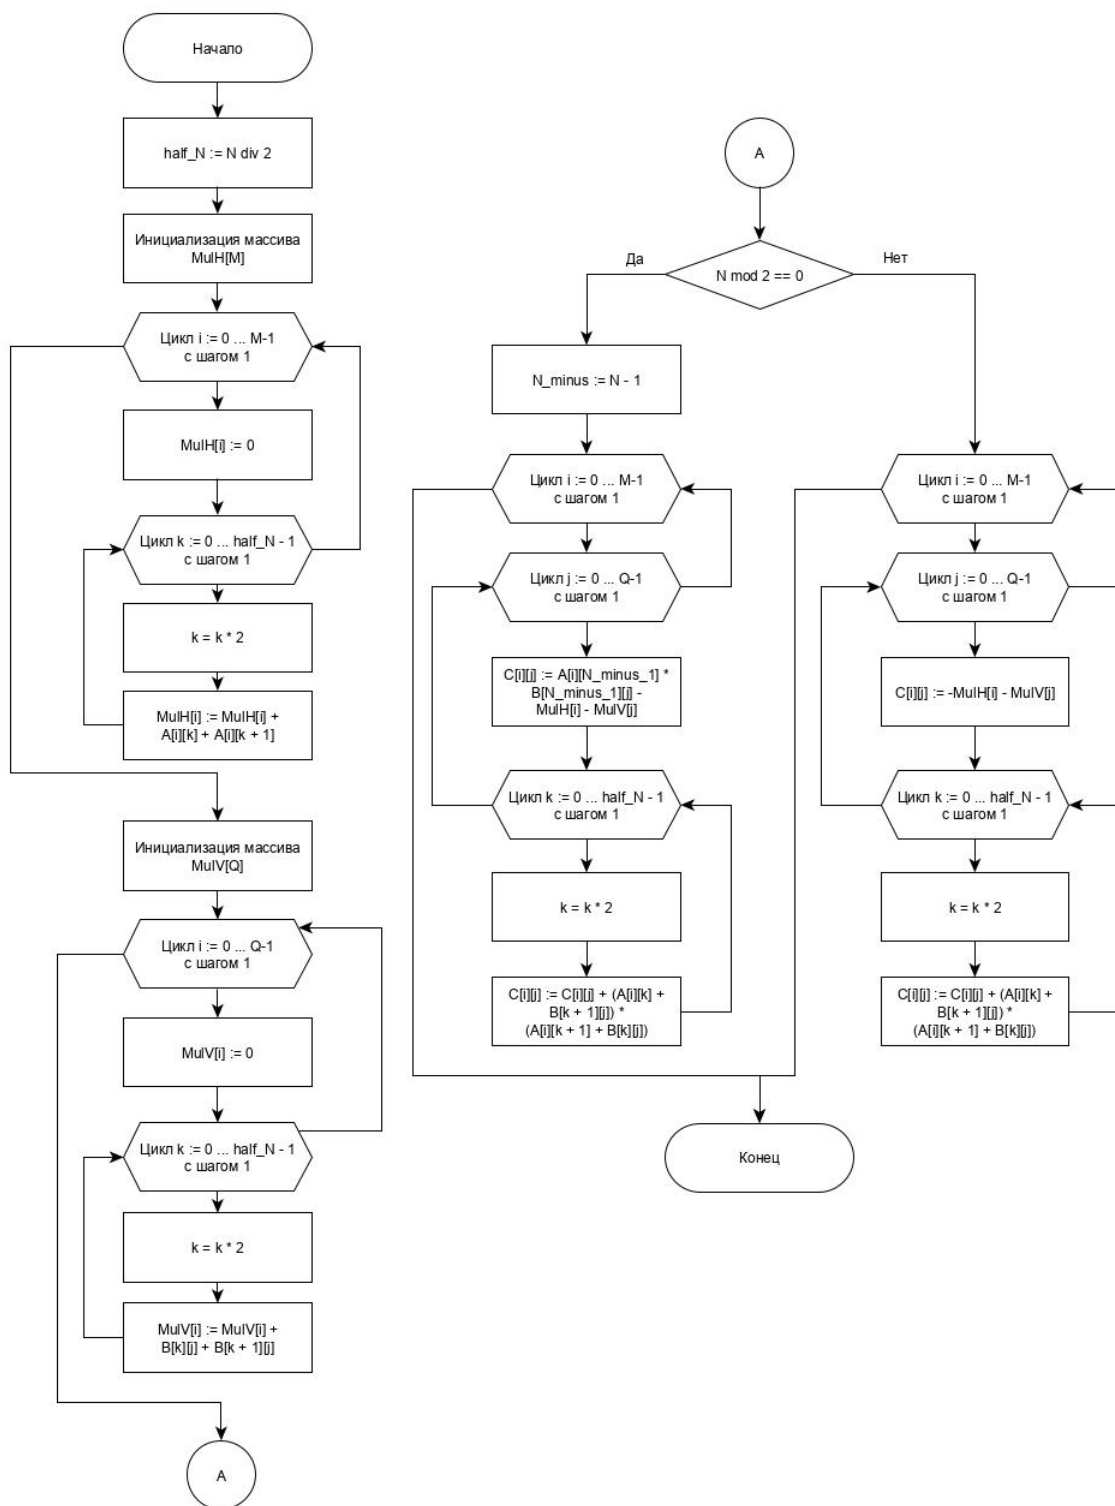 Начало
half_N := N div 2
Инициализация массива
MulH[M]
Цикл i := 0 ... M-1
с шагом 1
MulH[i] := 0
Цикл k := 0 ... half_N - 1
с шагом 1
k = k * 2
MulH[i] := MulH[i] +
A[i][k] + A[i][k + 1]
Инициализация массива
MulV[Q]
Цикл i := 0 ... Q-1
с шагом 1
MulV[i] := 0
Цикл k := 0 ... half_N - 1
с шагом 1
k = k * 2
MulV[i] := MulV[i] +
B[k][j] + B[k + 1][j]
A
A
N mod 2 == 0
Да
Нет
N_minus := N - 1
Цикл i := 0 ... M-1
с шагом 1
Цикл j := 0 ... Q-1
с шагом 1
C[i][j] := A[i][N_minus_1] *
B[N_minus_1][j] -
MulH[i] - MulV[j]
Цикл k := 0 ... half_N - 1
с шагом 1
k = k * 2
C[i][j] := C[i][j] + (A[i][k] +
B[k + 1][j]) *
(A[i][k + 1] + B[k][j])
Цикл i := 0 ... M-1
с шагом 1
Цикл j := 0 ... Q-1
с шагом 1
C[i][j] := -MulH[i] - MulV[j]
Цикл k := 0 ... half_N - 1
с шагом 1
k = k * 2
C[i][j] := C[i][j] + (A[i][k] +
B[k + 1][j]) *
(A[i][k + 1] + B[k][j])
Конец